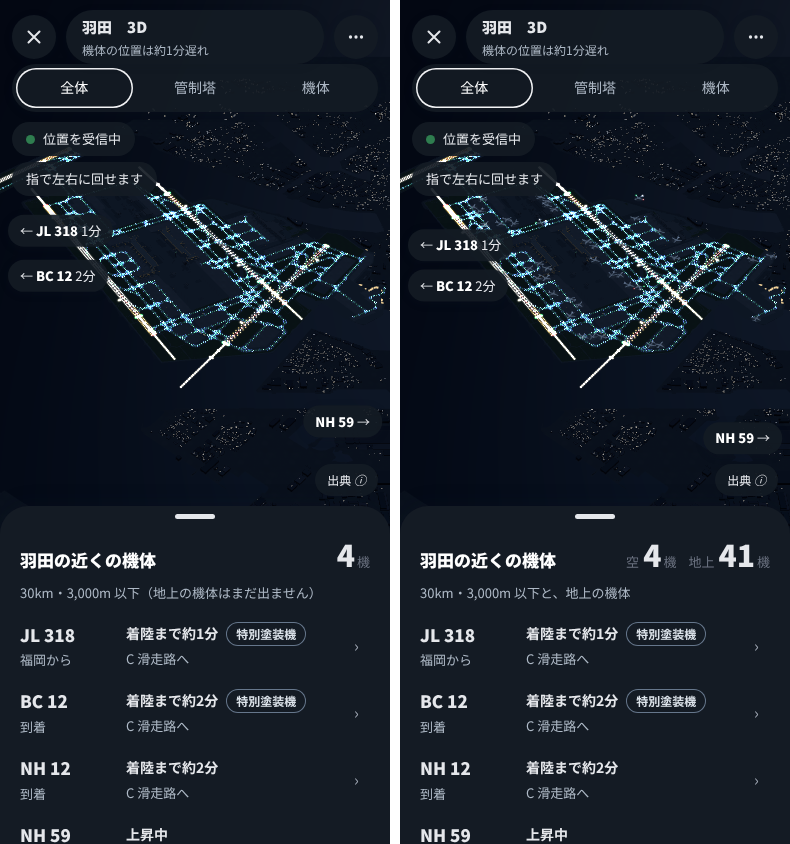 羽田 3D
機体の位置は約1分遅れ
全体 管制塔 機体
位置を受信中
指で左右に回せます
← JL 318 1分
← BC 12 2分
NH 59 →
出典 ⓘ
羽田の近くの機体 4機
30km・3,000m 以下（地上の機体はまだ出ません）
JL 318 着陸まで約1分 特別塗装機
福岡から C 滑走路へ
BC 12 着陸まで約2分 特別塗装機
到着 C 滑走路へ
NH 12 着陸まで約2分
到着 C 滑走路へ
NH 59 上昇中
羽田 3D
機体の位置は約1分遅れ
全体 管制塔 機体
位置を受信中
指で左右に回せます
← JL 318 1分
← BC 12 2分
NH 59 →
出典 ⓘ
羽田の近くの機体 空 4機 地上 41機
30km・3,000m 以下と、地上の機体
JL 318 着陸まで約1分 特別塗装機
福岡から C 滑走路へ
BC 12 着陸まで約2分 特別塗装機
到着 C 滑走路へ
NH 12 着陸まで約2分
到着 C 滑走路へ
NH 59 上昇中